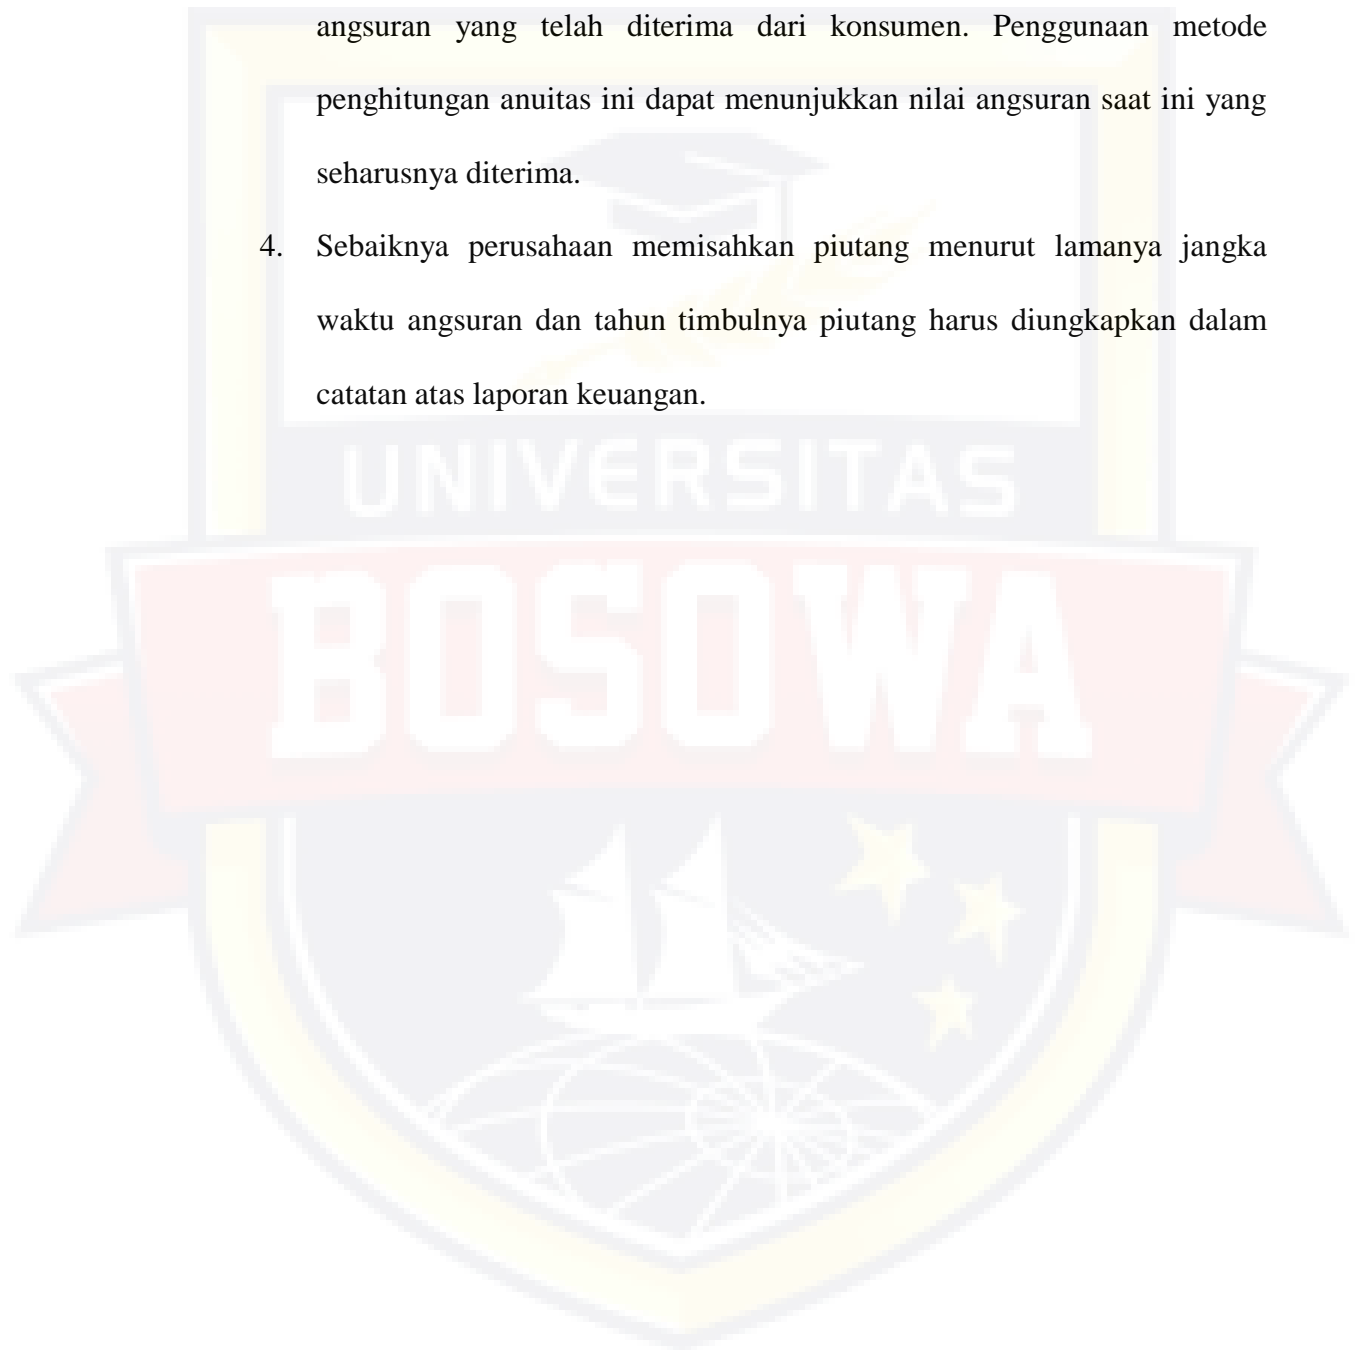 angsuran yang telah diterima dari konsumen. Penggunaan metode
penghitungan anuitas ini dapat menunjukkan nilai angsuran saat ini yang
seharusnya diterima.
4. Sebaiknya perusahaan memisahkan piutang menurut lamanya jangka
waktu angsuran dan tahun timbulnya piutang harus diungkapkan dalam
catatan atas laporan keuangan.
UNIVERSITAS
BOSOWA